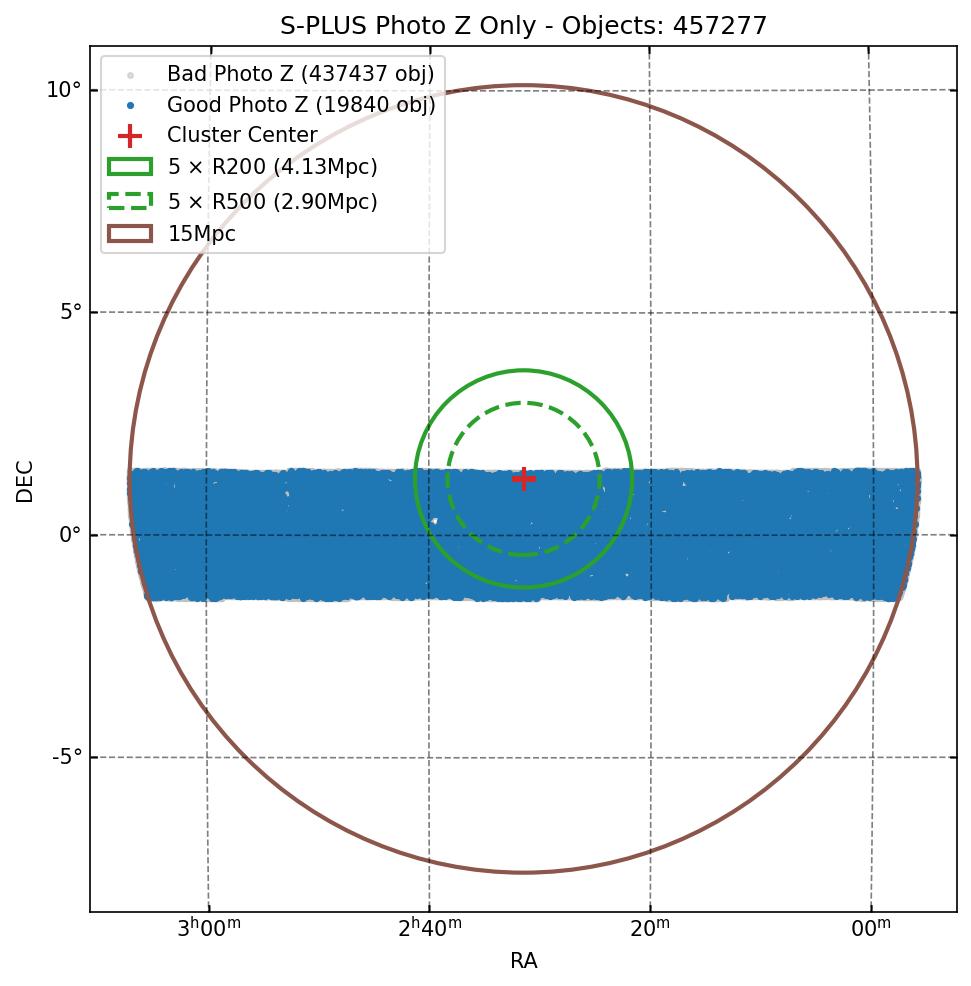 S-PLUS Photo Z Only - Objects: 457277
Bad Photo Z (437437 obj)
Good Photo Z (19840 obj)
Cluster Center
5 × R200 (4.13Mpc)
5 × R500 (2.90Mpc)
15Mpc
10°
5°
0°
-5°
DEC
3ʰ00ᵐ 2ʰ40ᵐ 20ᵐ 00ᵐ
RA